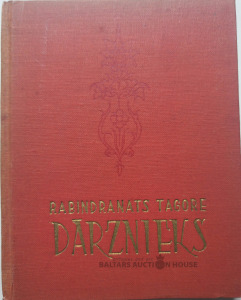 RABINDRANATS TAGORE
DĀRZNIEKS
BALTARS AUCTION HOUSE